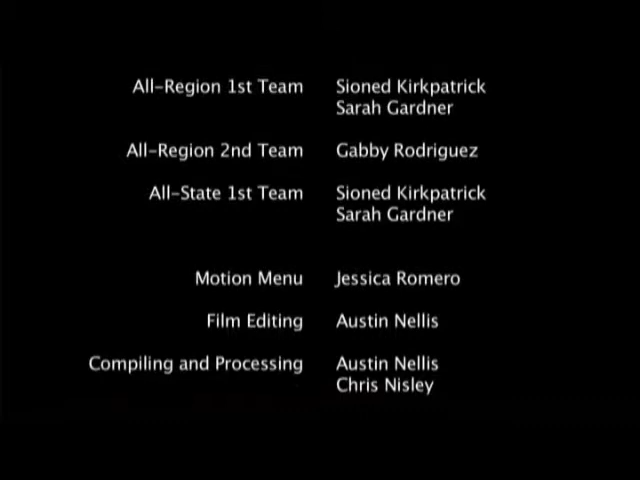 All-Region 1st Team Sioned Kirkpatrick
Sarah Gardner
All-Region 2nd Team Gabby Rodriguez
All-State 1st Team Sioned Kirkpatrick
Sarah Gardner
Motion Menu Jessica Romero
Film Editing Austin Nellis
Compiling and Processing Austin Nellis
Chris Nisley